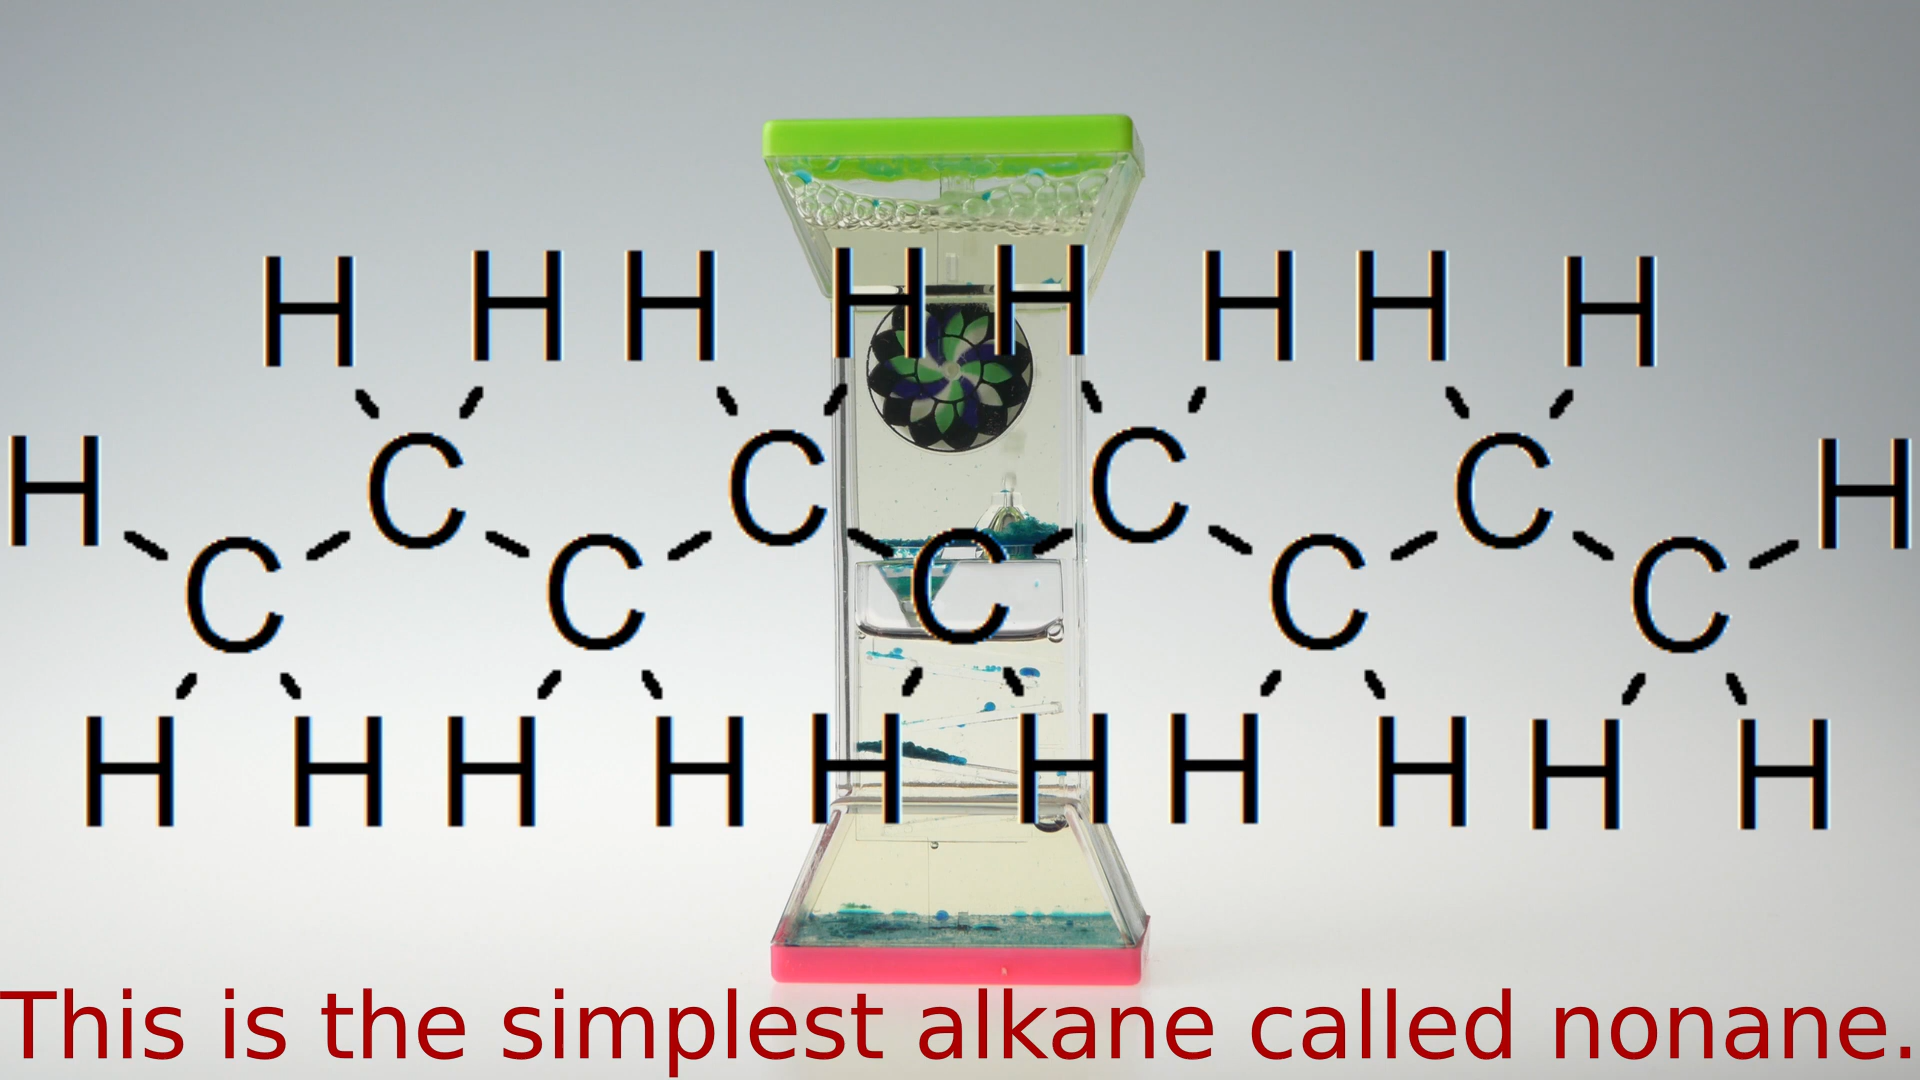 H H H H H H H H
H C C C C H
C C C C C
H H H H H H H H H H
This is the simplest alkane called nonane.